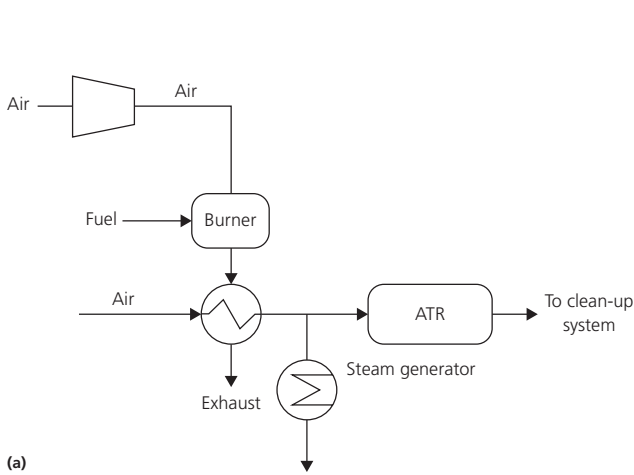 Air
Air
Fuel
Burner
Air
ATR
To clean-up
system
Steam generator
Exhaust
(a)